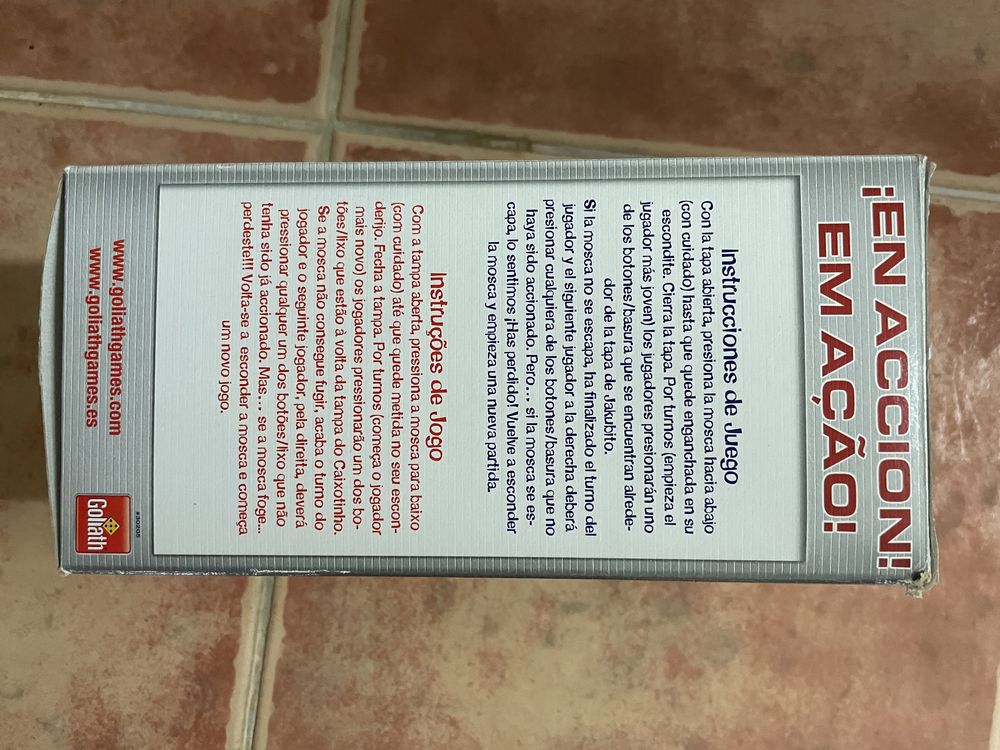 ¡EN ACCION!
EM AÇÃO!
Instrucciones de Juego
Con la tapa abierta, presiona la mosca hacia abajo
(con cuidado) hasta que quede enganchada en su
escondite. Cierra la tapa. Por turnos (empieza el
jugador más joven) los jugadores presionarán uno
de los botones/basura que se encuentran alrede-
dor de la tapa de Jakubito.
Si la mosca no se escapa, ha finalizado el turno del
jugador y el siguiente jugador a la derecha deberá
presionar cualquiera de los botones/basura que no
haya sido accionado. Pero... si la mosca se es-
capa, lo sentimos ¡Has perdido! Vuelve a esconder
la mosca y empieza una nueva partida.
Instruções de Jogo
Com a tampa aberta, pressiona a mosca para baixo
(com cuidado) até que quede metida no seu escon-
derijo. Fecha a tampa. Por turnos (começa o jogador
mais novo) os jogadores pressionarão um dos bo-
tões/lixo que estão à volta da tampa do Caixotinho.
Se a mosca não consegue fugir, acaba o turno do
jogador e o seguinte jogador, pela direita, deverá
pressionar qualquer um dos botões/lixo que não
tenha sido já accionado. Mas... se a mosca foge...
perdeste!!! Volta-se a esconder a mosca e começa
um novo jogo.
www.goliathgames.com
www.goliathgames.es
#30205
Goliath